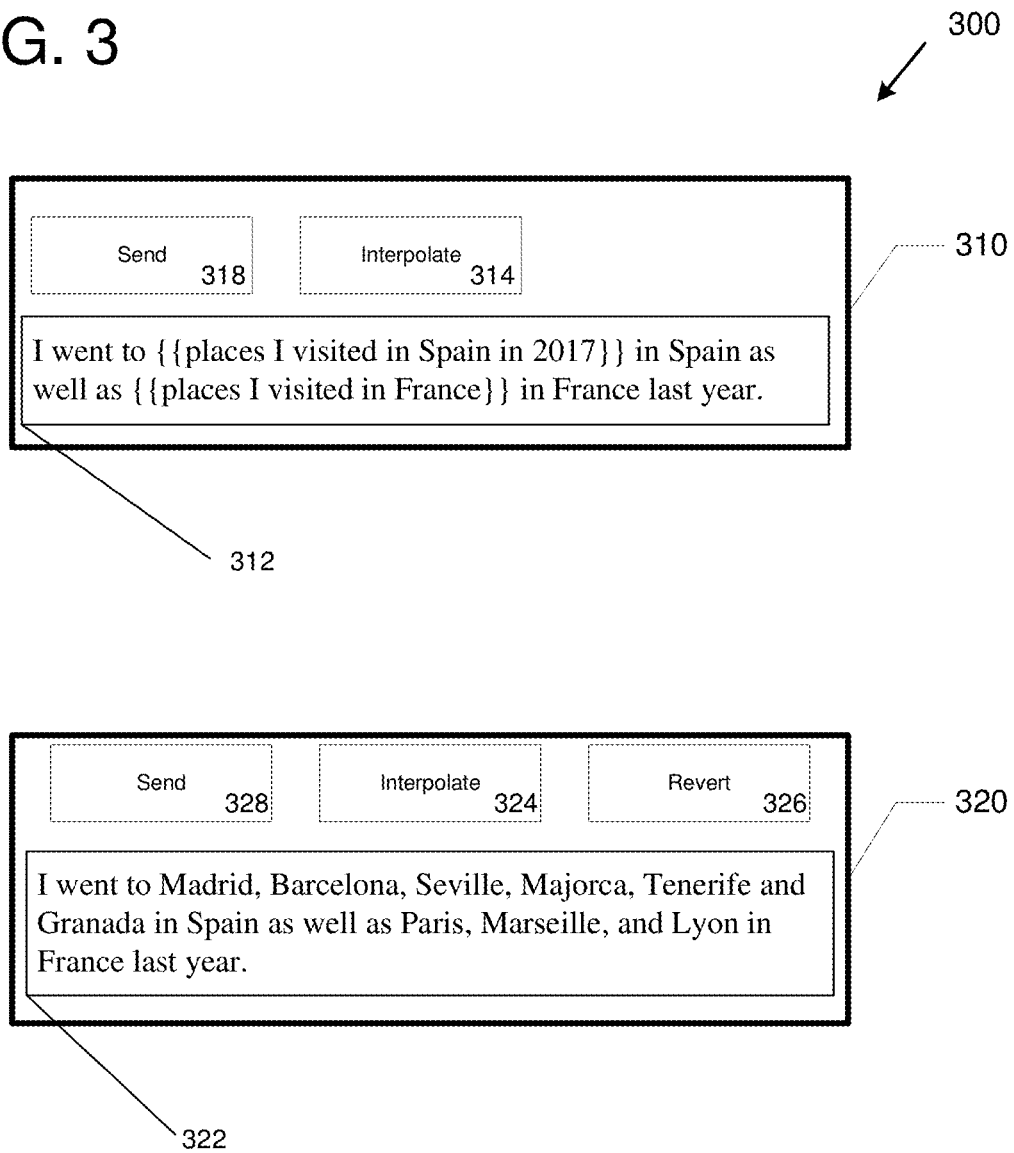 G. 3
300
Send
318
Interpolate
314
310
I went to {{places I visited in Spain in 2017}} in Spain as
well as {{places I visited in France}} in France last year.
312
Send
328
Interpolate
324
Revert
326
320
I went to Madrid, Barcelona, Seville, Majorca, Tenerife and
Granada in Spain as well as Paris, Marseille, and Lyon in
France last year.
322